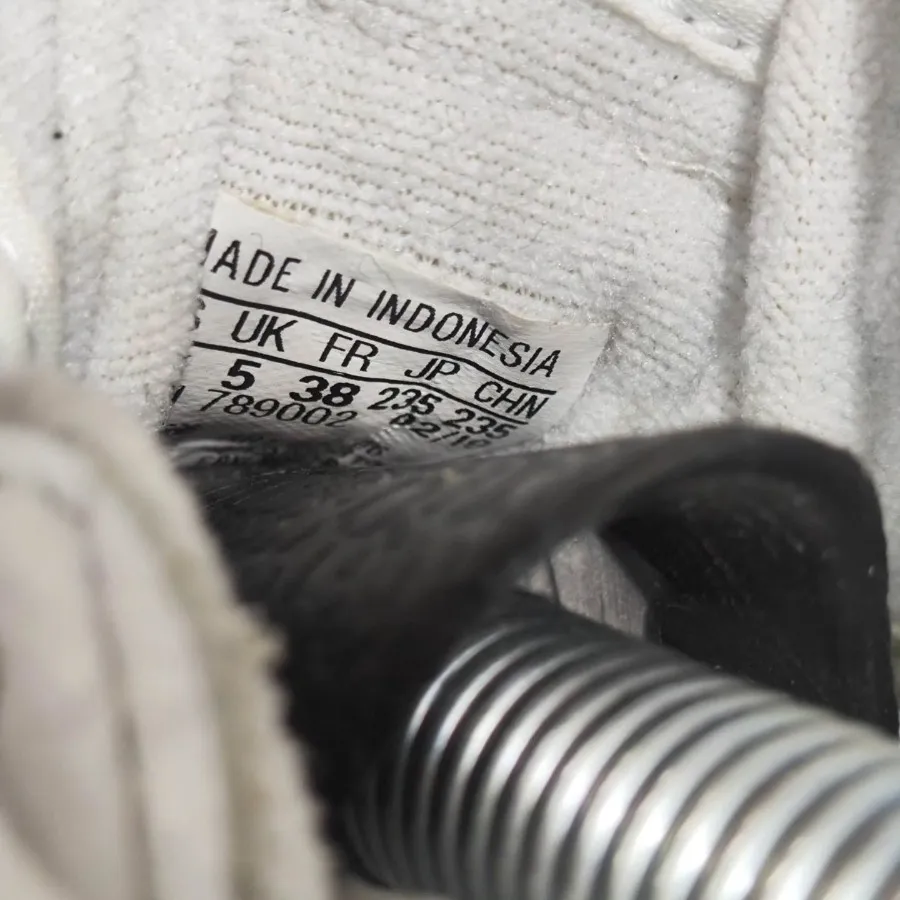 MADE IN INDONESIA
UK FR JP CHN
5 38 235 235
789002